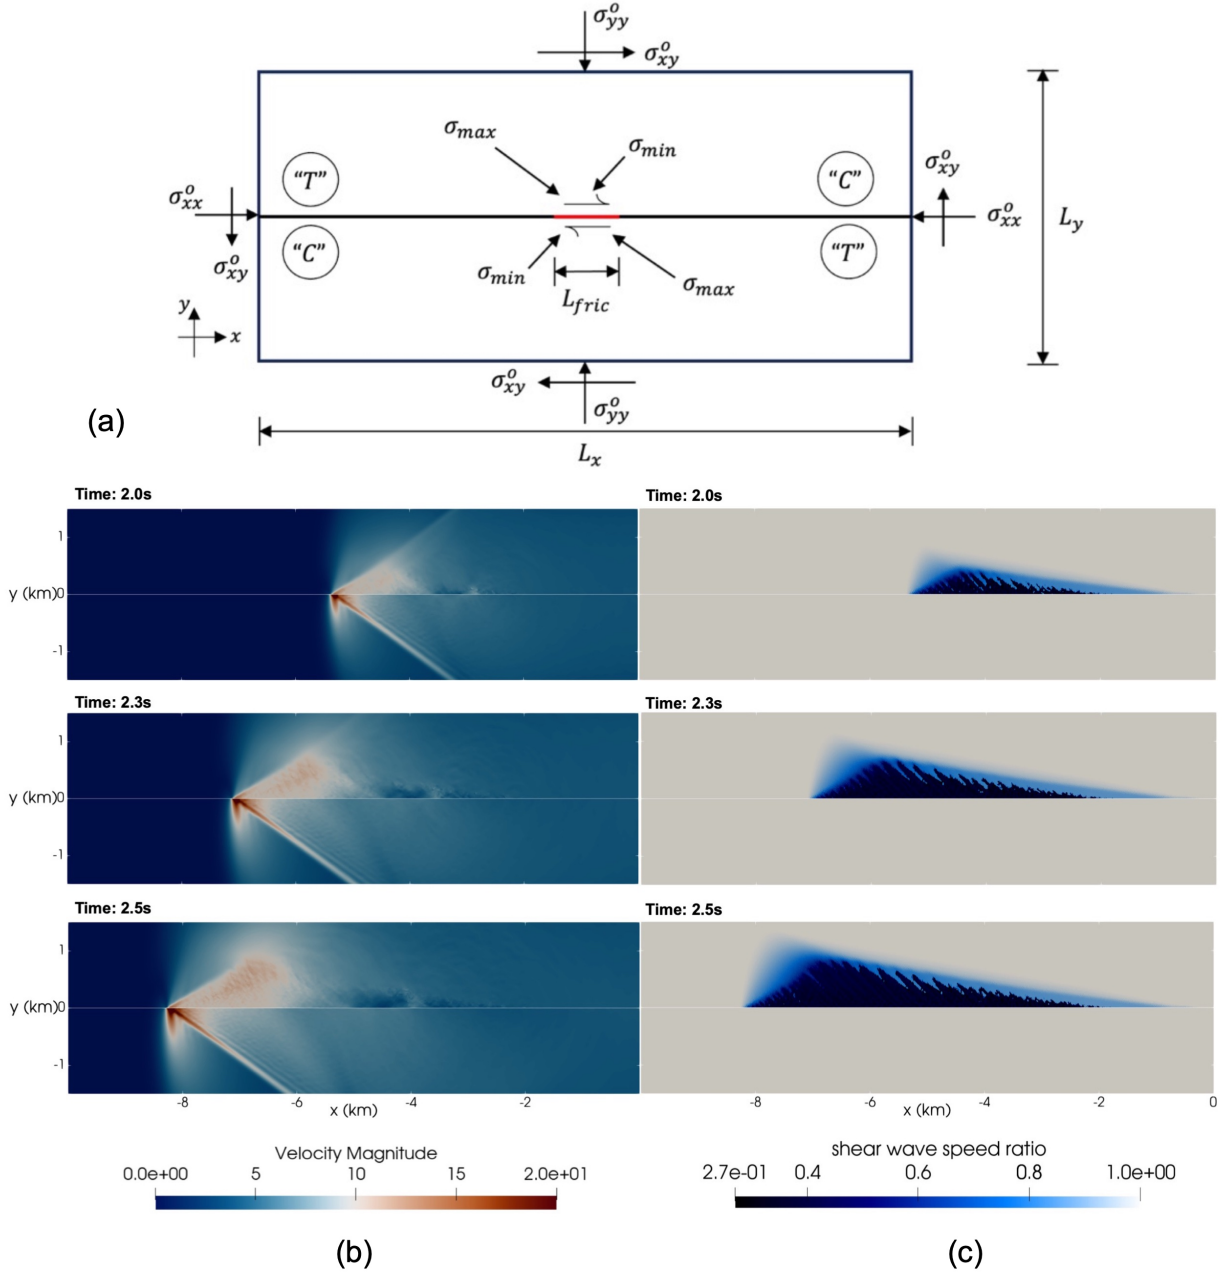 σ°yy
σ°xy
σmax
σmin
“T”
“C”
σ°xy
σ°xx
σ°xx
Ly
“C”
“T”
σ°xy
σmin
σmax
Lfric
y
x
σ°xy
σ°yy
(a)
Lx
Time: 2.0s
Time: 2.0s
1
y (km)0
-1
Time: 2.3s
Time: 2.3s
1
y (km)0
-1
Time: 2.5s
Time: 2.5s
1
y (km)0
-1
-8 -6 -4 -2
-8 -6 -4 -2 0
x (km)
x (km)
Velocity Magnitude
0.0e+00 5 10 15 2.0e+01
shear wave speed ratio
2.7e-01 0.4 0.6 0.8 1.0e+00
(b)
(c)